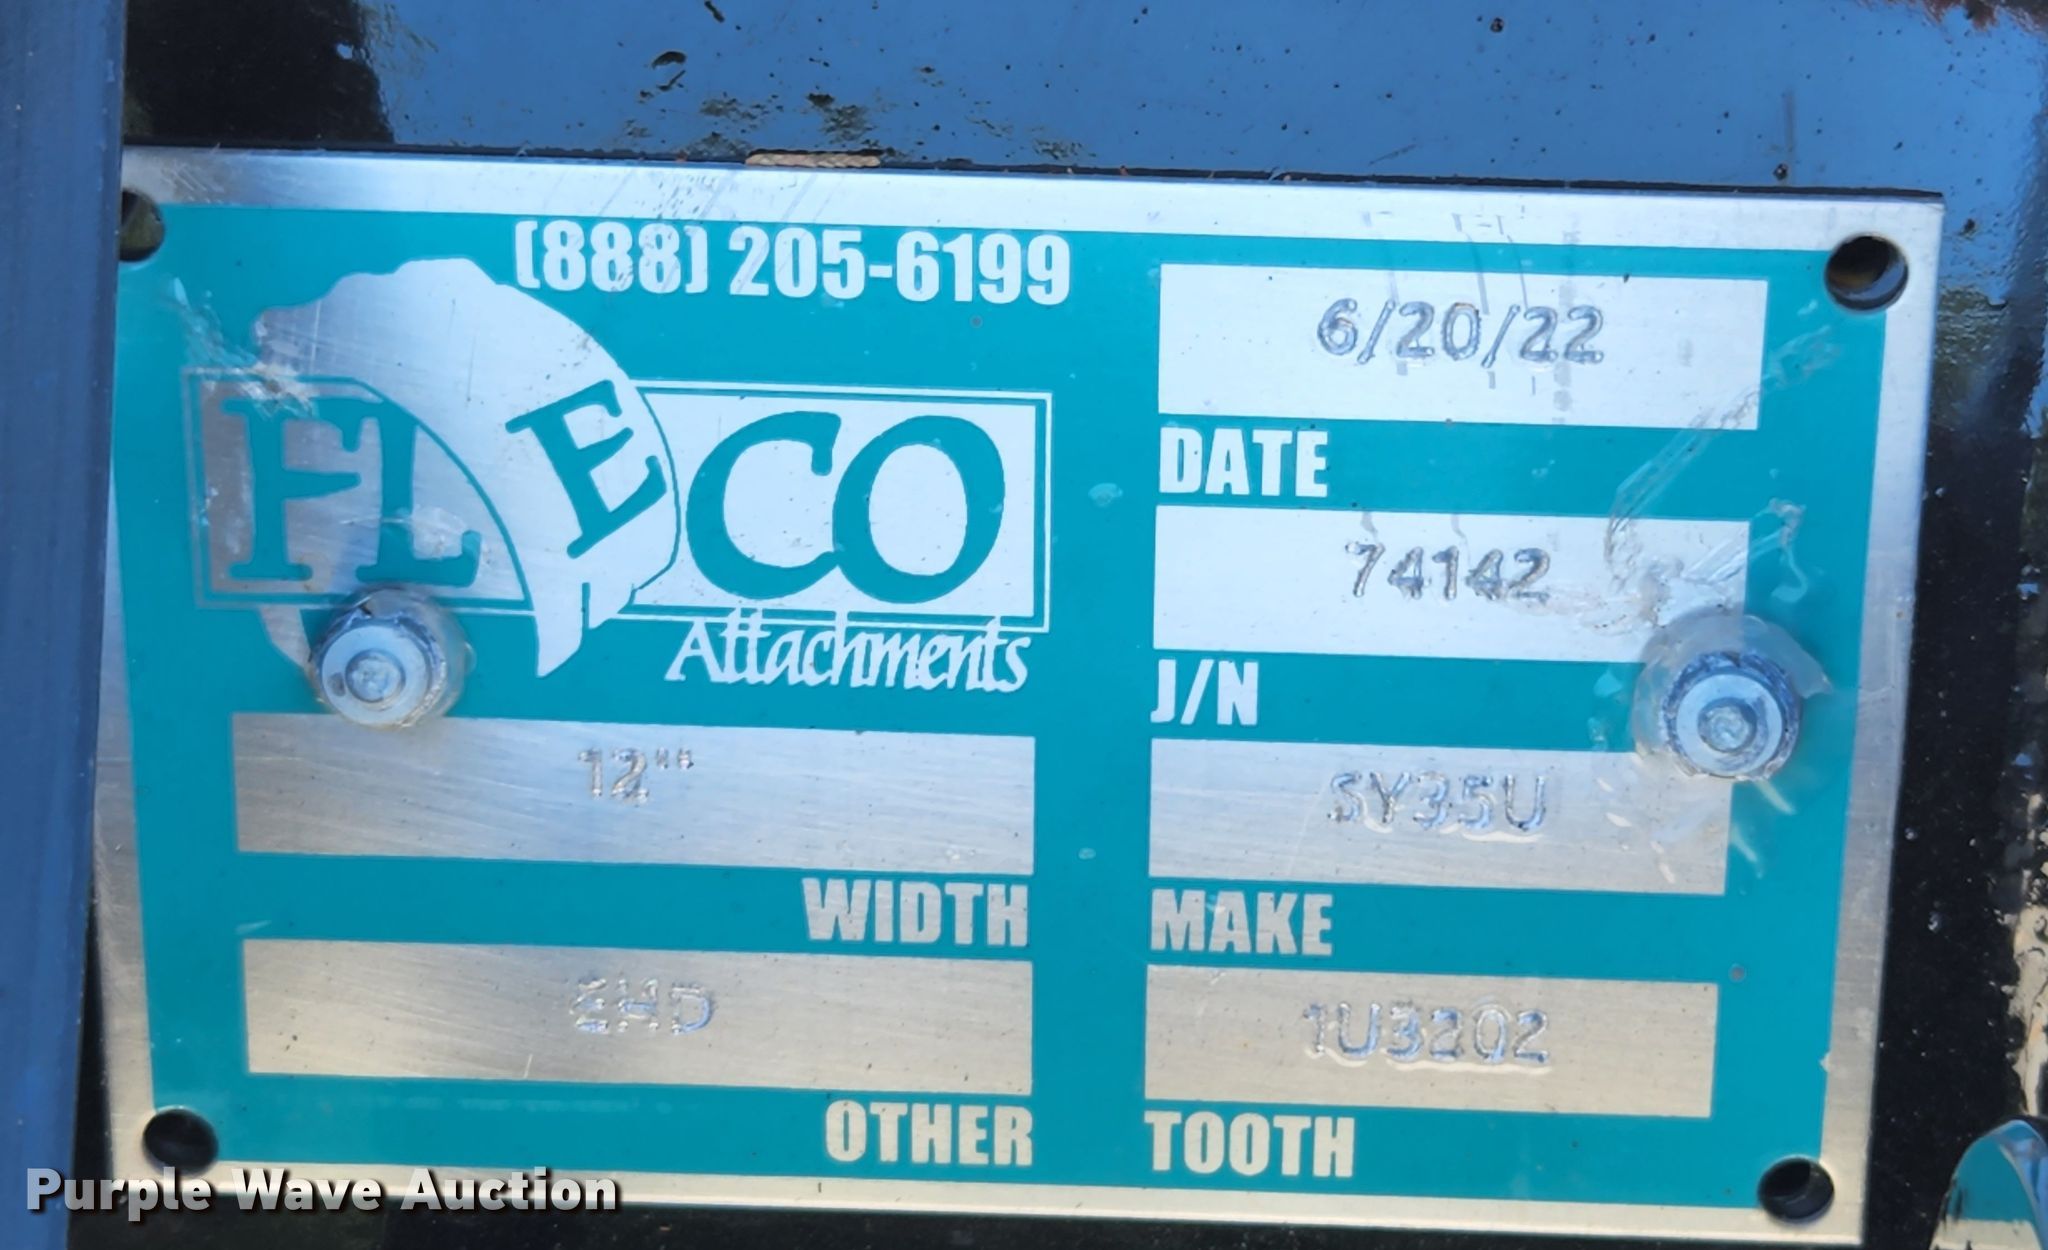 (888) 205-6199
FLECO
Attachments
6/20/22
DATE
74142
J/N
12"
WIDTH
SY35U
MAKE
EHD
OTHER
1U3202
TOOTH
Purple Wave Auction